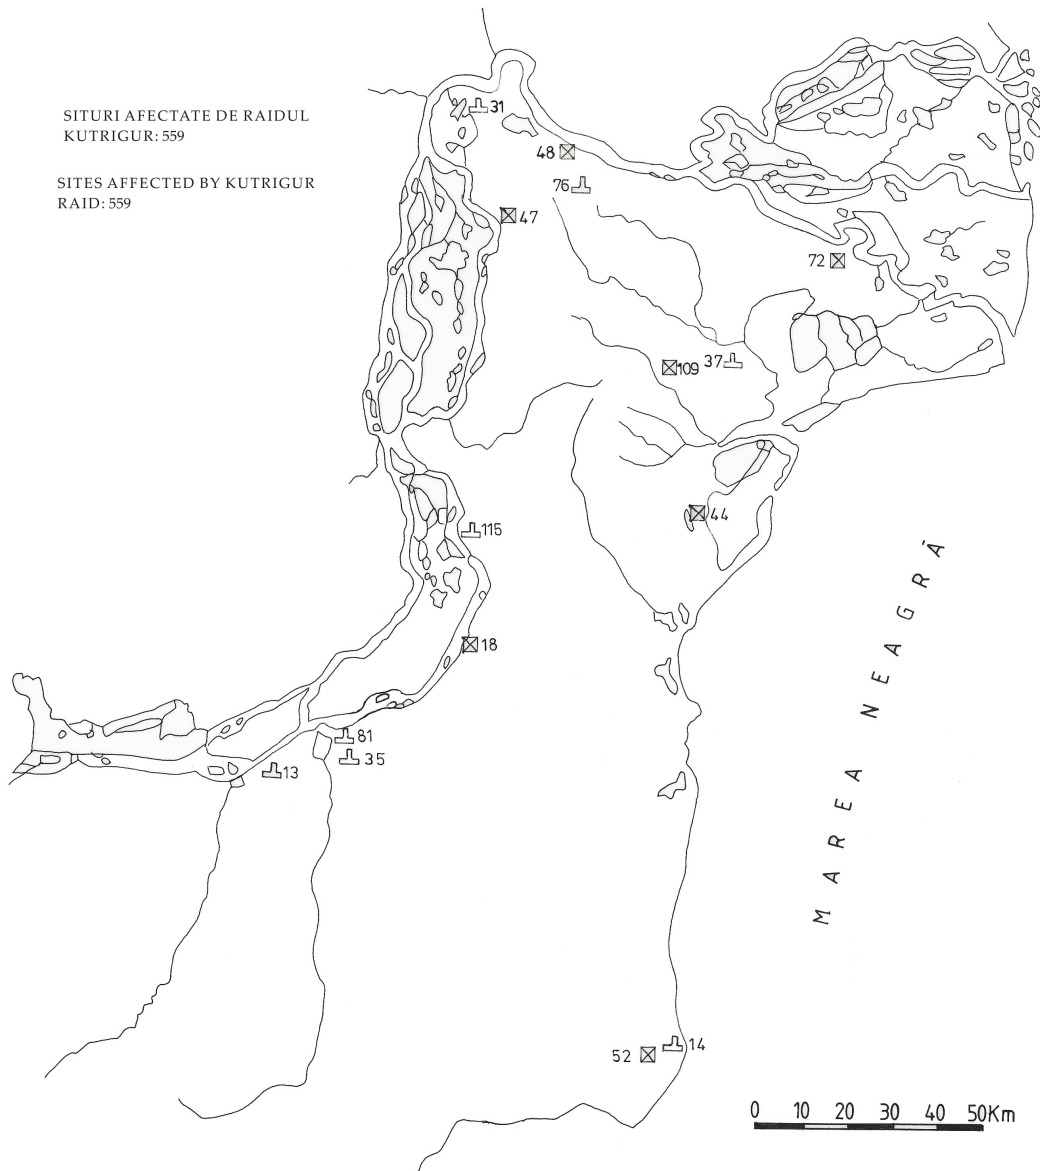 SITURI AFECTATE DE RAIDUL
KUTRIGUR: 559
SITES AFFECTED BY KUTRIGUR
RAID: 559
31
48
76
47
72
109
37
44
115
18
81
35
13
14
52
MAREA NEAGRĂ
0 10 20 30 40 50Km